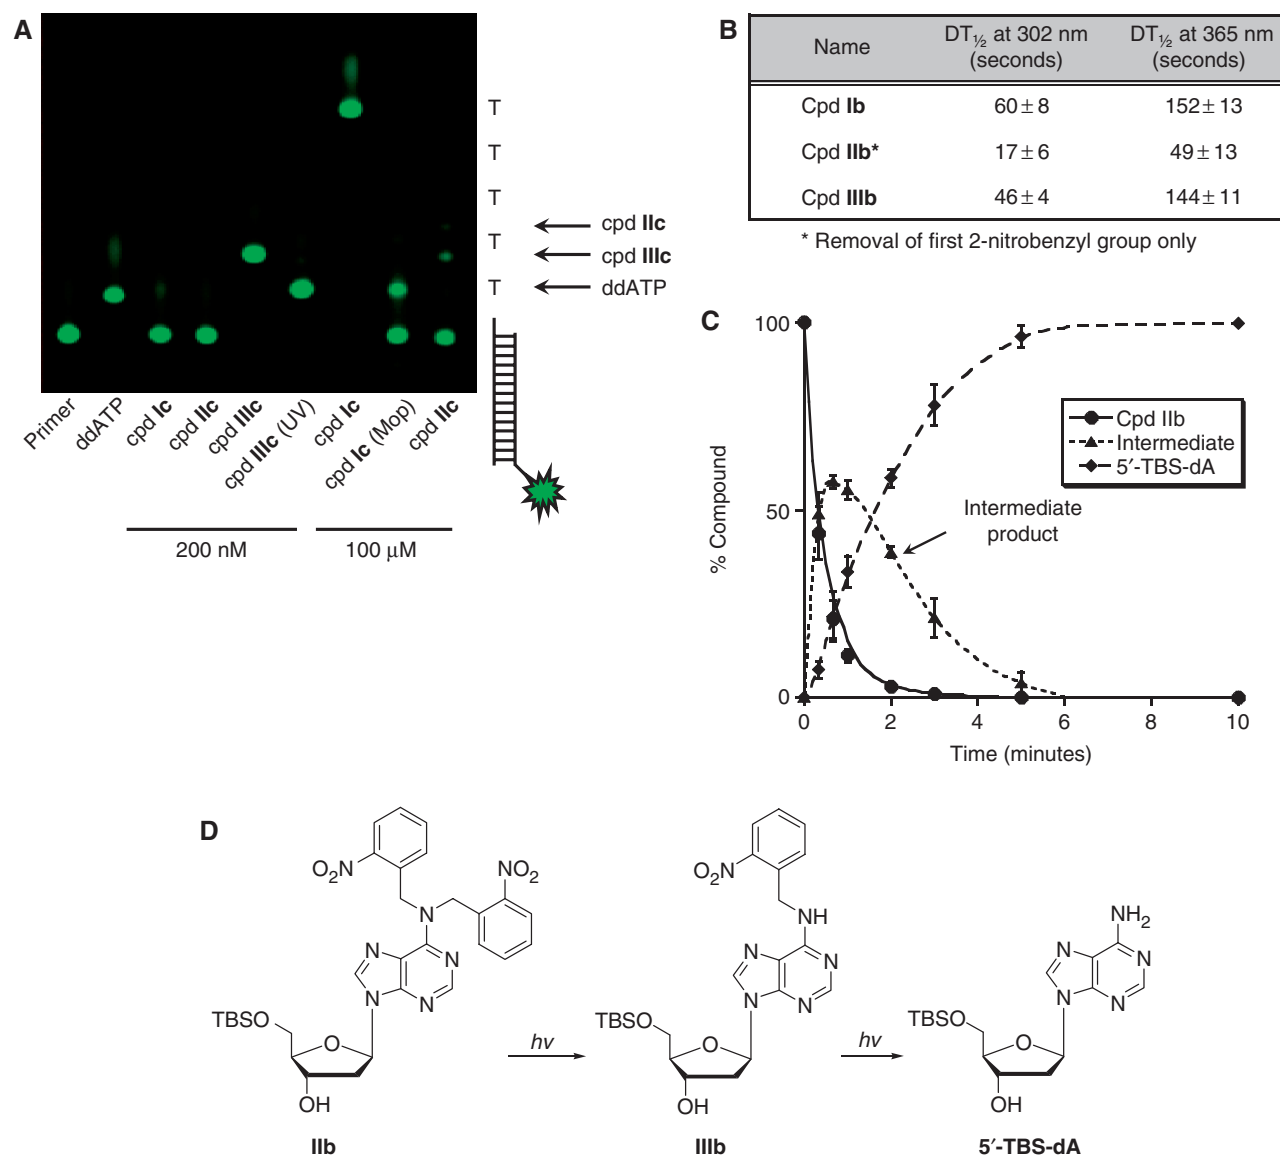 A
T
T
T
T
T
cpd IIc
cpd IIIc
ddATP
Primer
ddATP
cpd Ic
cpd IIc
cpd IIIc
cpd IIIc (UV)
cpd Ic
cpd Ic (Mop)
cpd IIc
200 nM
100 μM
B
Name
DT½ at 302 nm
(seconds)
DT½ at 365 nm
(seconds)
Cpd Ib 60±8 152±13
Cpd IIb* 17±6 49±13
Cpd IIIb 46±4 144±11
* Removal of first 2-nitrobenzyl group only
C
100
50
0
% Compound
Cpd IIb
Intermediate
5′-TBS-dA
Intermediate
product
0 2 4 6 8 10
Time (minutes)
D
O2N
NO2
N
N
N
N
N
TBSO
O
OH
IIb
hν
O2N
NH
N
N
N
N
TBSO
O
OH
IIIb
hν
NH2
N
N
N
N
TBSO
O
OH
5′-TBS-dA